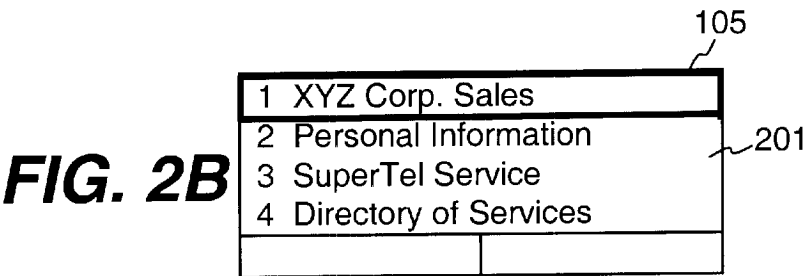 105
1 XYZ Corp. Sales
2 Personal Information
201
3 SuperTel Service
FIG. 2B
4 Directory of Services